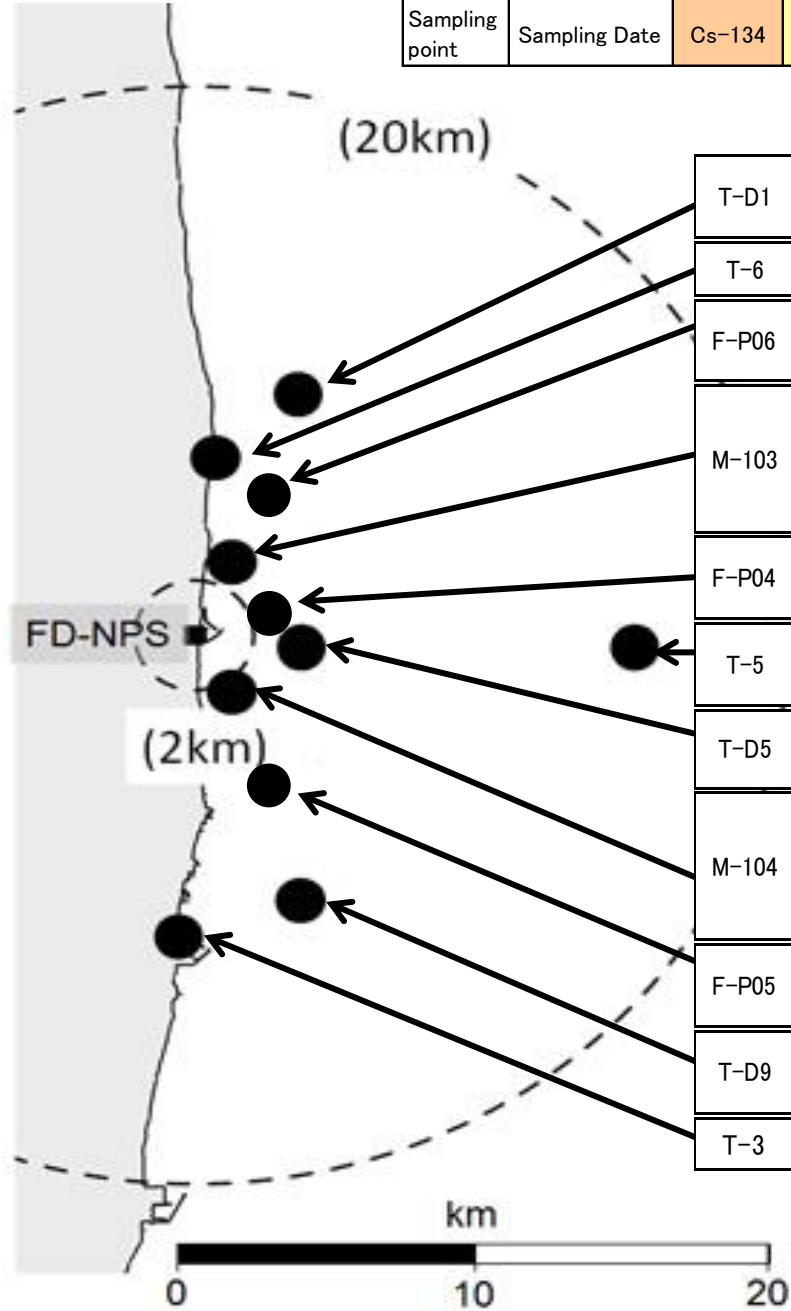 Sampling
point
Sampling Date
Cs-134
(20km)
T-D1
T-6
F-P06
M-103
F-P04
FD-NPS
T-5
(2km)
T-D5
M-104
F-P05
T-D9
T-3
km
0
10
20